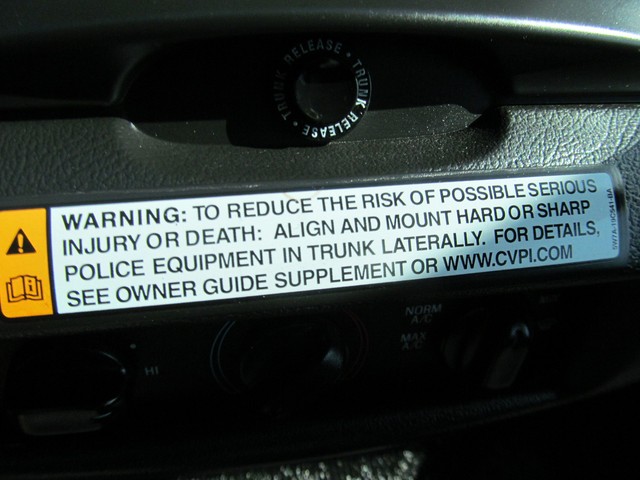 TRUNK RELEASE • TRUNK RELEASE •
WARNING: TO REDUCE THE RISK OF POSSIBLE SERIOUS
INJURY OR DEATH: ALIGN AND MOUNT HARD OR SHARP
POLICE EQUIPMENT IN TRUNK LATERALLY. FOR DETAILS,
SEE OWNER GUIDE SUPPLEMENT OR WWW.CVPI.COM
NORM
A/C
MAX
A/C
HI